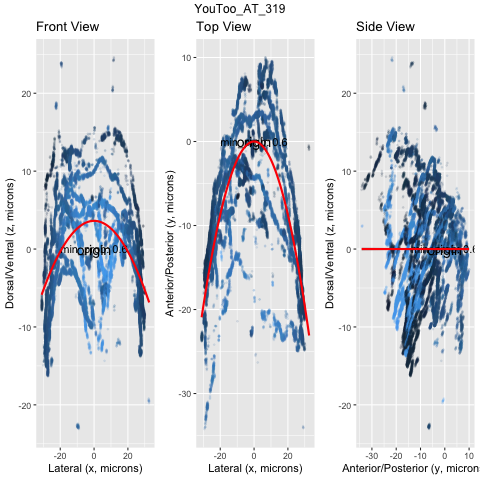 YouToo_AT_319
Front View
Top View
Side View
Dorsal/Ventral (z, microns)
20
10
0
-10
-20
origin
-20
0
20
Lateral (x, microns)
Anterior/Posterior (y, microns)
10
0
-10
-20
-30
origin
0.6
-20
0
20
Lateral (x, microns)
Dorsal/Ventral (z, microns)
20
10
0
-10
-20
origin
-30
-20
-10
0
10
Anterior/Posterior (y, micron